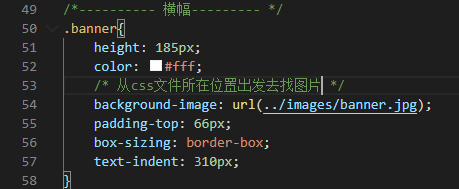 49 /*---------- 横幅--------- */
50 .banner{
51 height: 185px;
52 color: #fff;
53 /* 从css文件所在位置出发去找图片 */
54 background-image: url(../images/banner.jpg);
55 padding-top: 66px;
56 box-sizing: border-box;
57 text-indent: 310px;
58 }